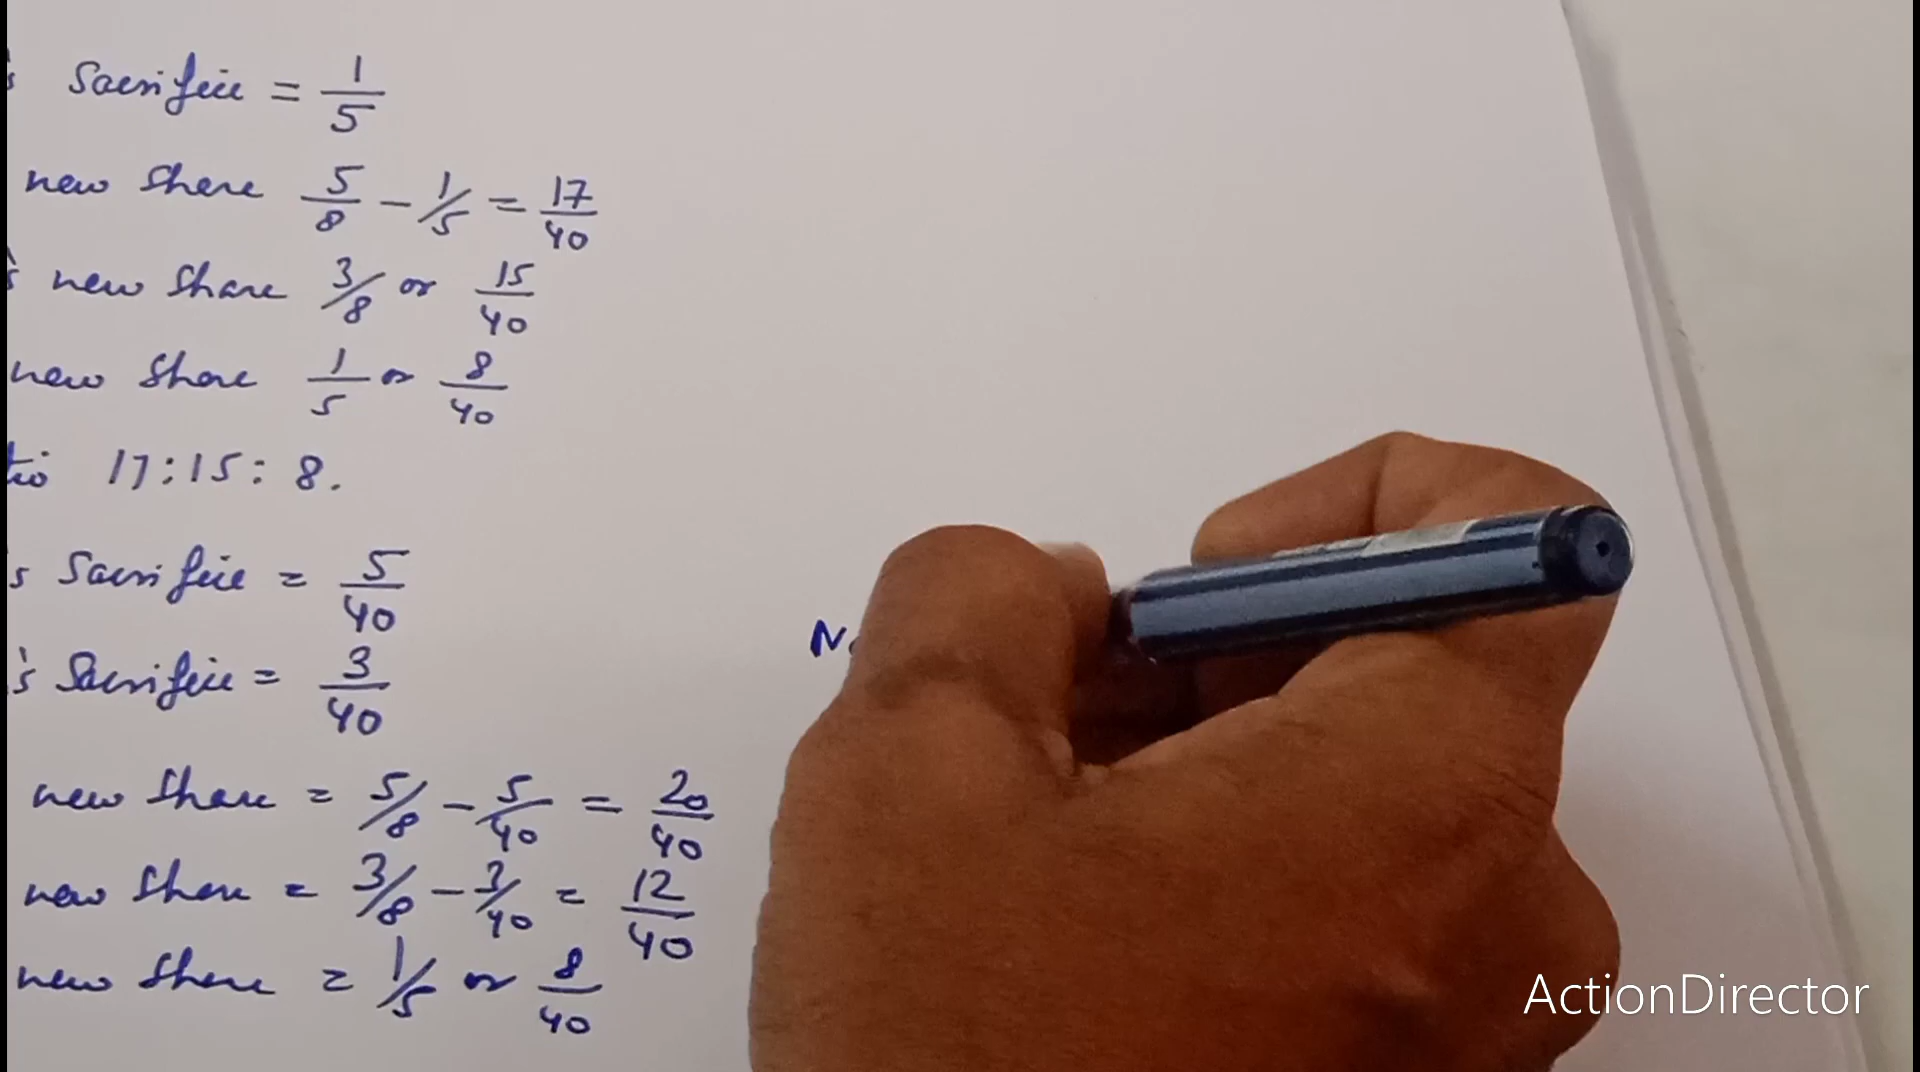 's Sacrifice = 1/5
new Share 5/8 - 1/5 = 17/40
's new Share 3/8 or 15/40
new Share 1/5 or 8/40
tio 17:15:8.
s Sacrifice = 5/40
's Sacrifice = 3/40
new Share = 5/8 - 5/40 = 20/40
new Share = 3/8 - 3/40 = 12/40
new Share = 1/5 or 8/40
ActionDirector